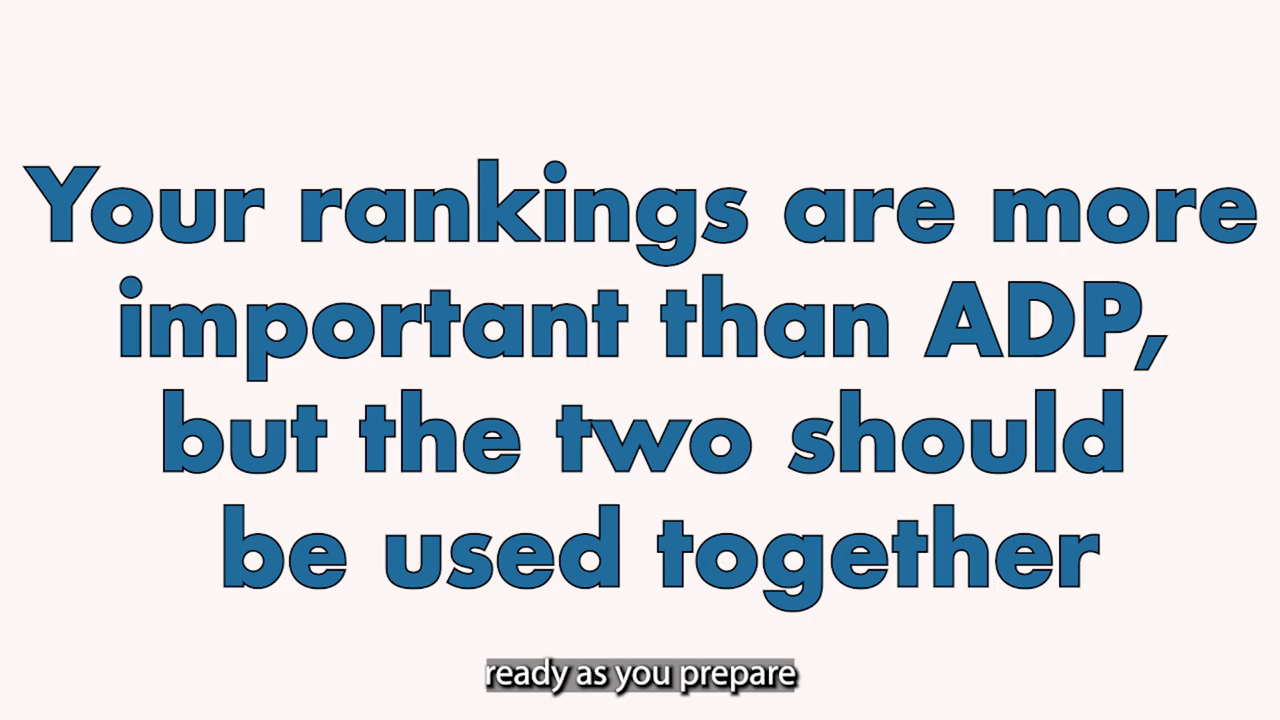 Your rankings are more
important than ADP,
but the two should
be used together
ready as you prepare